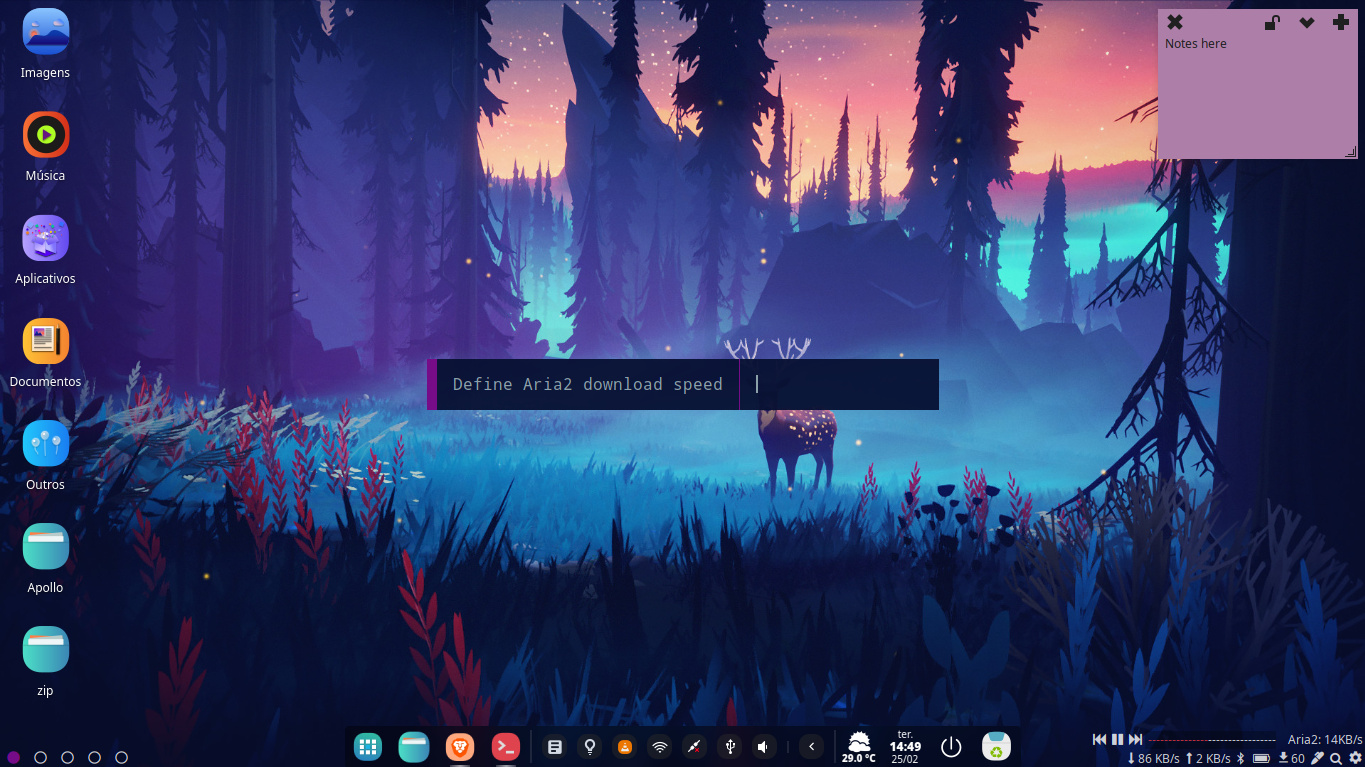 Imagens
Música
Aplicativos
Documentos
Outros
Apollo
zip
Notes here
Define Aria2 download speed
29.0 °C
ter.
14:49
25/02
Aria2: 14KB/s
86 KB/s 2 KB/s 60